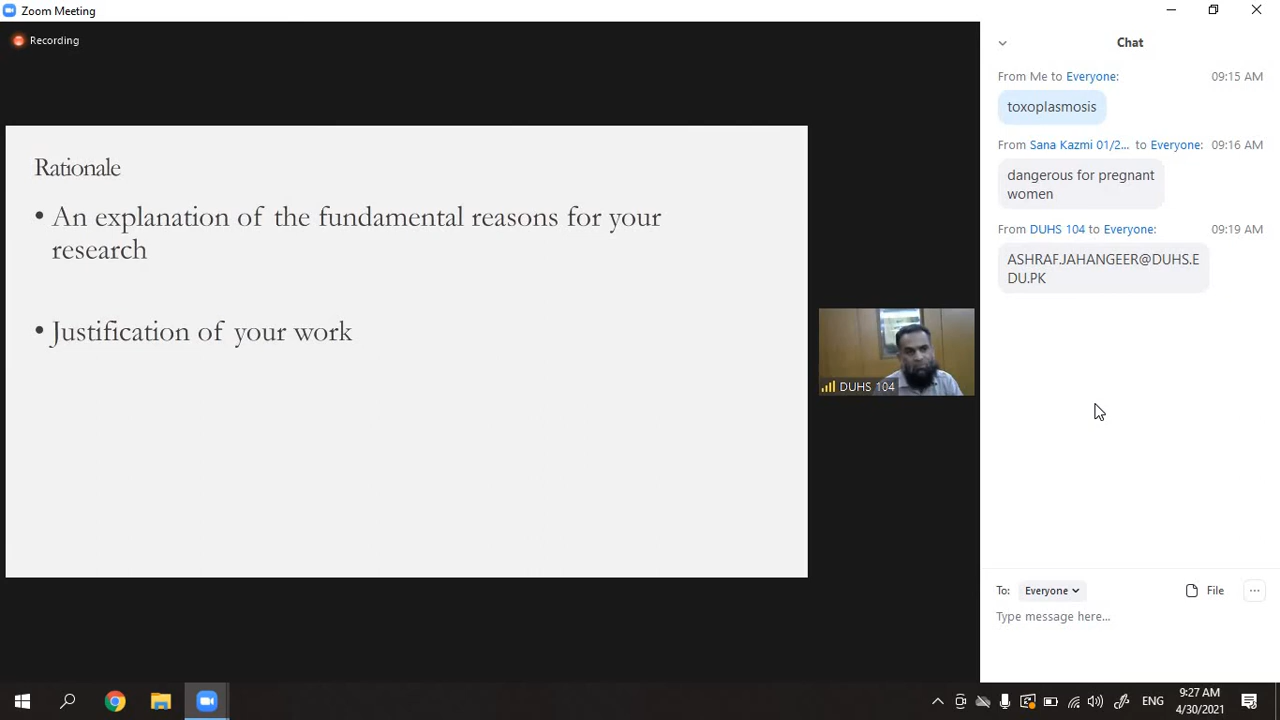 Zoom Meeting
Recording
Rationale
• An explanation of the fundamental reasons for your
research
• Justification of your work
DUHS 104
Chat
From Me to Everyone: 09:15 AM
toxoplasmosis
From Sana Kazmi 01/2... to Everyone: 09:16 AM
dangerous for pregnant
women
From DUHS 104 to Everyone: 09:19 AM
ASHRAF.JAHANGEER@DUHS.E
DU.PK
To: Everyone File
Type message here...
ENG
9:27 AM
4/30/2021